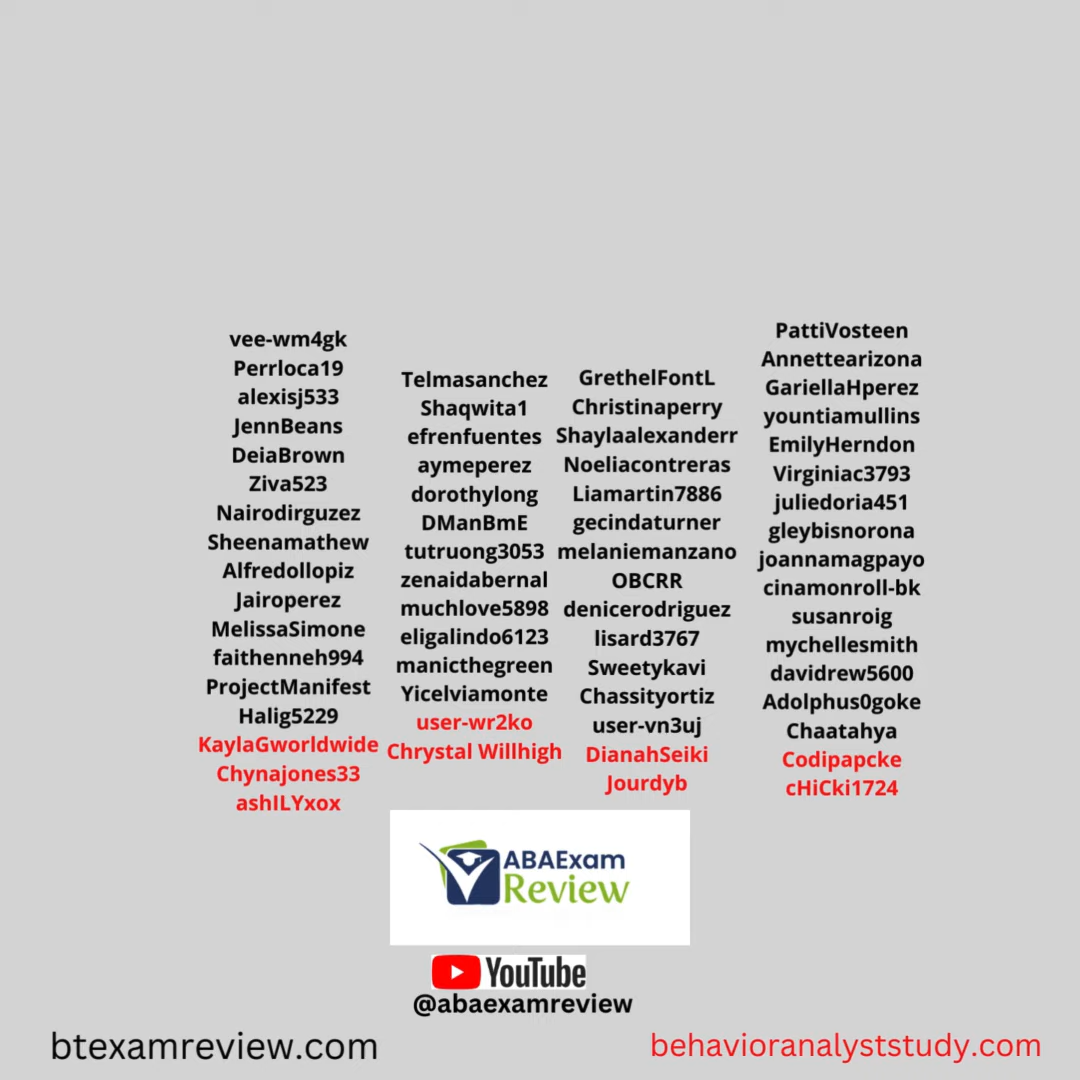 vee-wm4gk
Perrloca19
alexisj533
JennBeans
DeiaBrown
Ziva523
Nairodirguzez
Sheenamathew
Alfredollopiz
Jairoperez
MelissaSimone
faithenneh994
ProjectManifest
Halig5229
KaylaGworldwide
Chynajones33
ashILYxox
Telmasanchez
Shaqwita1
efrenfuentes
aymeperez
dorothylong
DManBmE
tutruong3053
zenaidabernal
muchlove5898
eligalindo6123
manicthegreen
Yicelviamonte
user-wr2ko
Chrystal Willhigh
GrethelFontL
Christinaperry
Shaylaalexanderr
Noeliacontreras
Liamartin7886
gecindaturner
melaniemanzano
OBCRR
denicerodriguez
lisard3767
Sweetykavi
Chassityortiz
user-vn3uj
DianahSeiki
Jourdyb
PattiVosteen
Annettearizona
GariellaHperez
yountiamullins
EmilyHerndon
Virginiac3793
juliedoria451
gleybisnorona
joannamagpayo
cinamonroll-bk
susanroig
mychellesmith
davidrew5600
Adolphus0goke
Chaatahya
Codipapcke
cHiCki1724
ABAExam
Review
YouTube
@abaexamreview
btexamreview.com
behavioranalyststudy.com